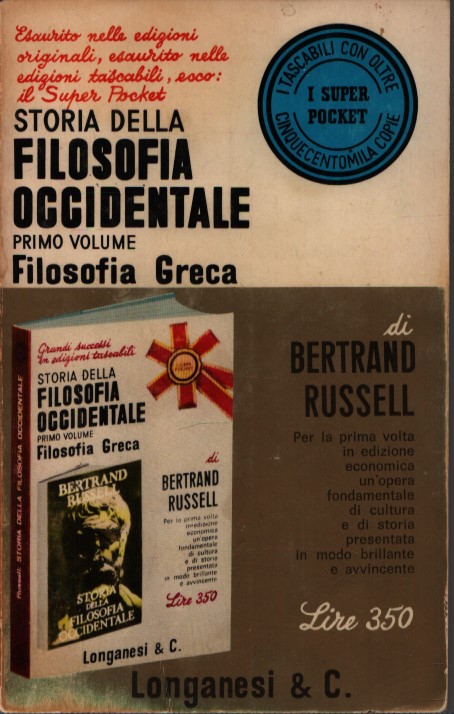 Esaurito nelle edizioni
originali, esaurito nelle
edizioni tascabili, ecco:
il Super Pocket
I TASCABILI CON OLTRE
I SUPER
POCKET
CINQUECENTOMILA COPIE
STORIA DELLA
FILOSOFIA
OCCIDENTALE
PRIMO VOLUME
Filosofia Greca
di
BERTRAND
RUSSELL
Per la prima volta
in edizione
economica
un'opera
fondamentale
di cultura
e di storia
presentata
in modo brillante
e avvincente
Lire 350
Russell: STORIA DELLA FILOSOFIA OCCIDENTALE
Grandi successi
in edizioni tascabili
STORIA DELLA
FILOSOFIA
OCCIDENTALE
PRIMO VOLUME
Filosofia Greca
di
BERTRAND
RUSSELL
Per la prima volta
in edizione
economica
un'opera
fondamentale
di cultura
e di storia
presentata
in modo brillante
e avvincente
Lire 350
BERTRAND
RUSSELL
STORIA
DELLA
FILOSOFIA
OCCIDENTALE
Longanesi & C.
Longanesi & C.